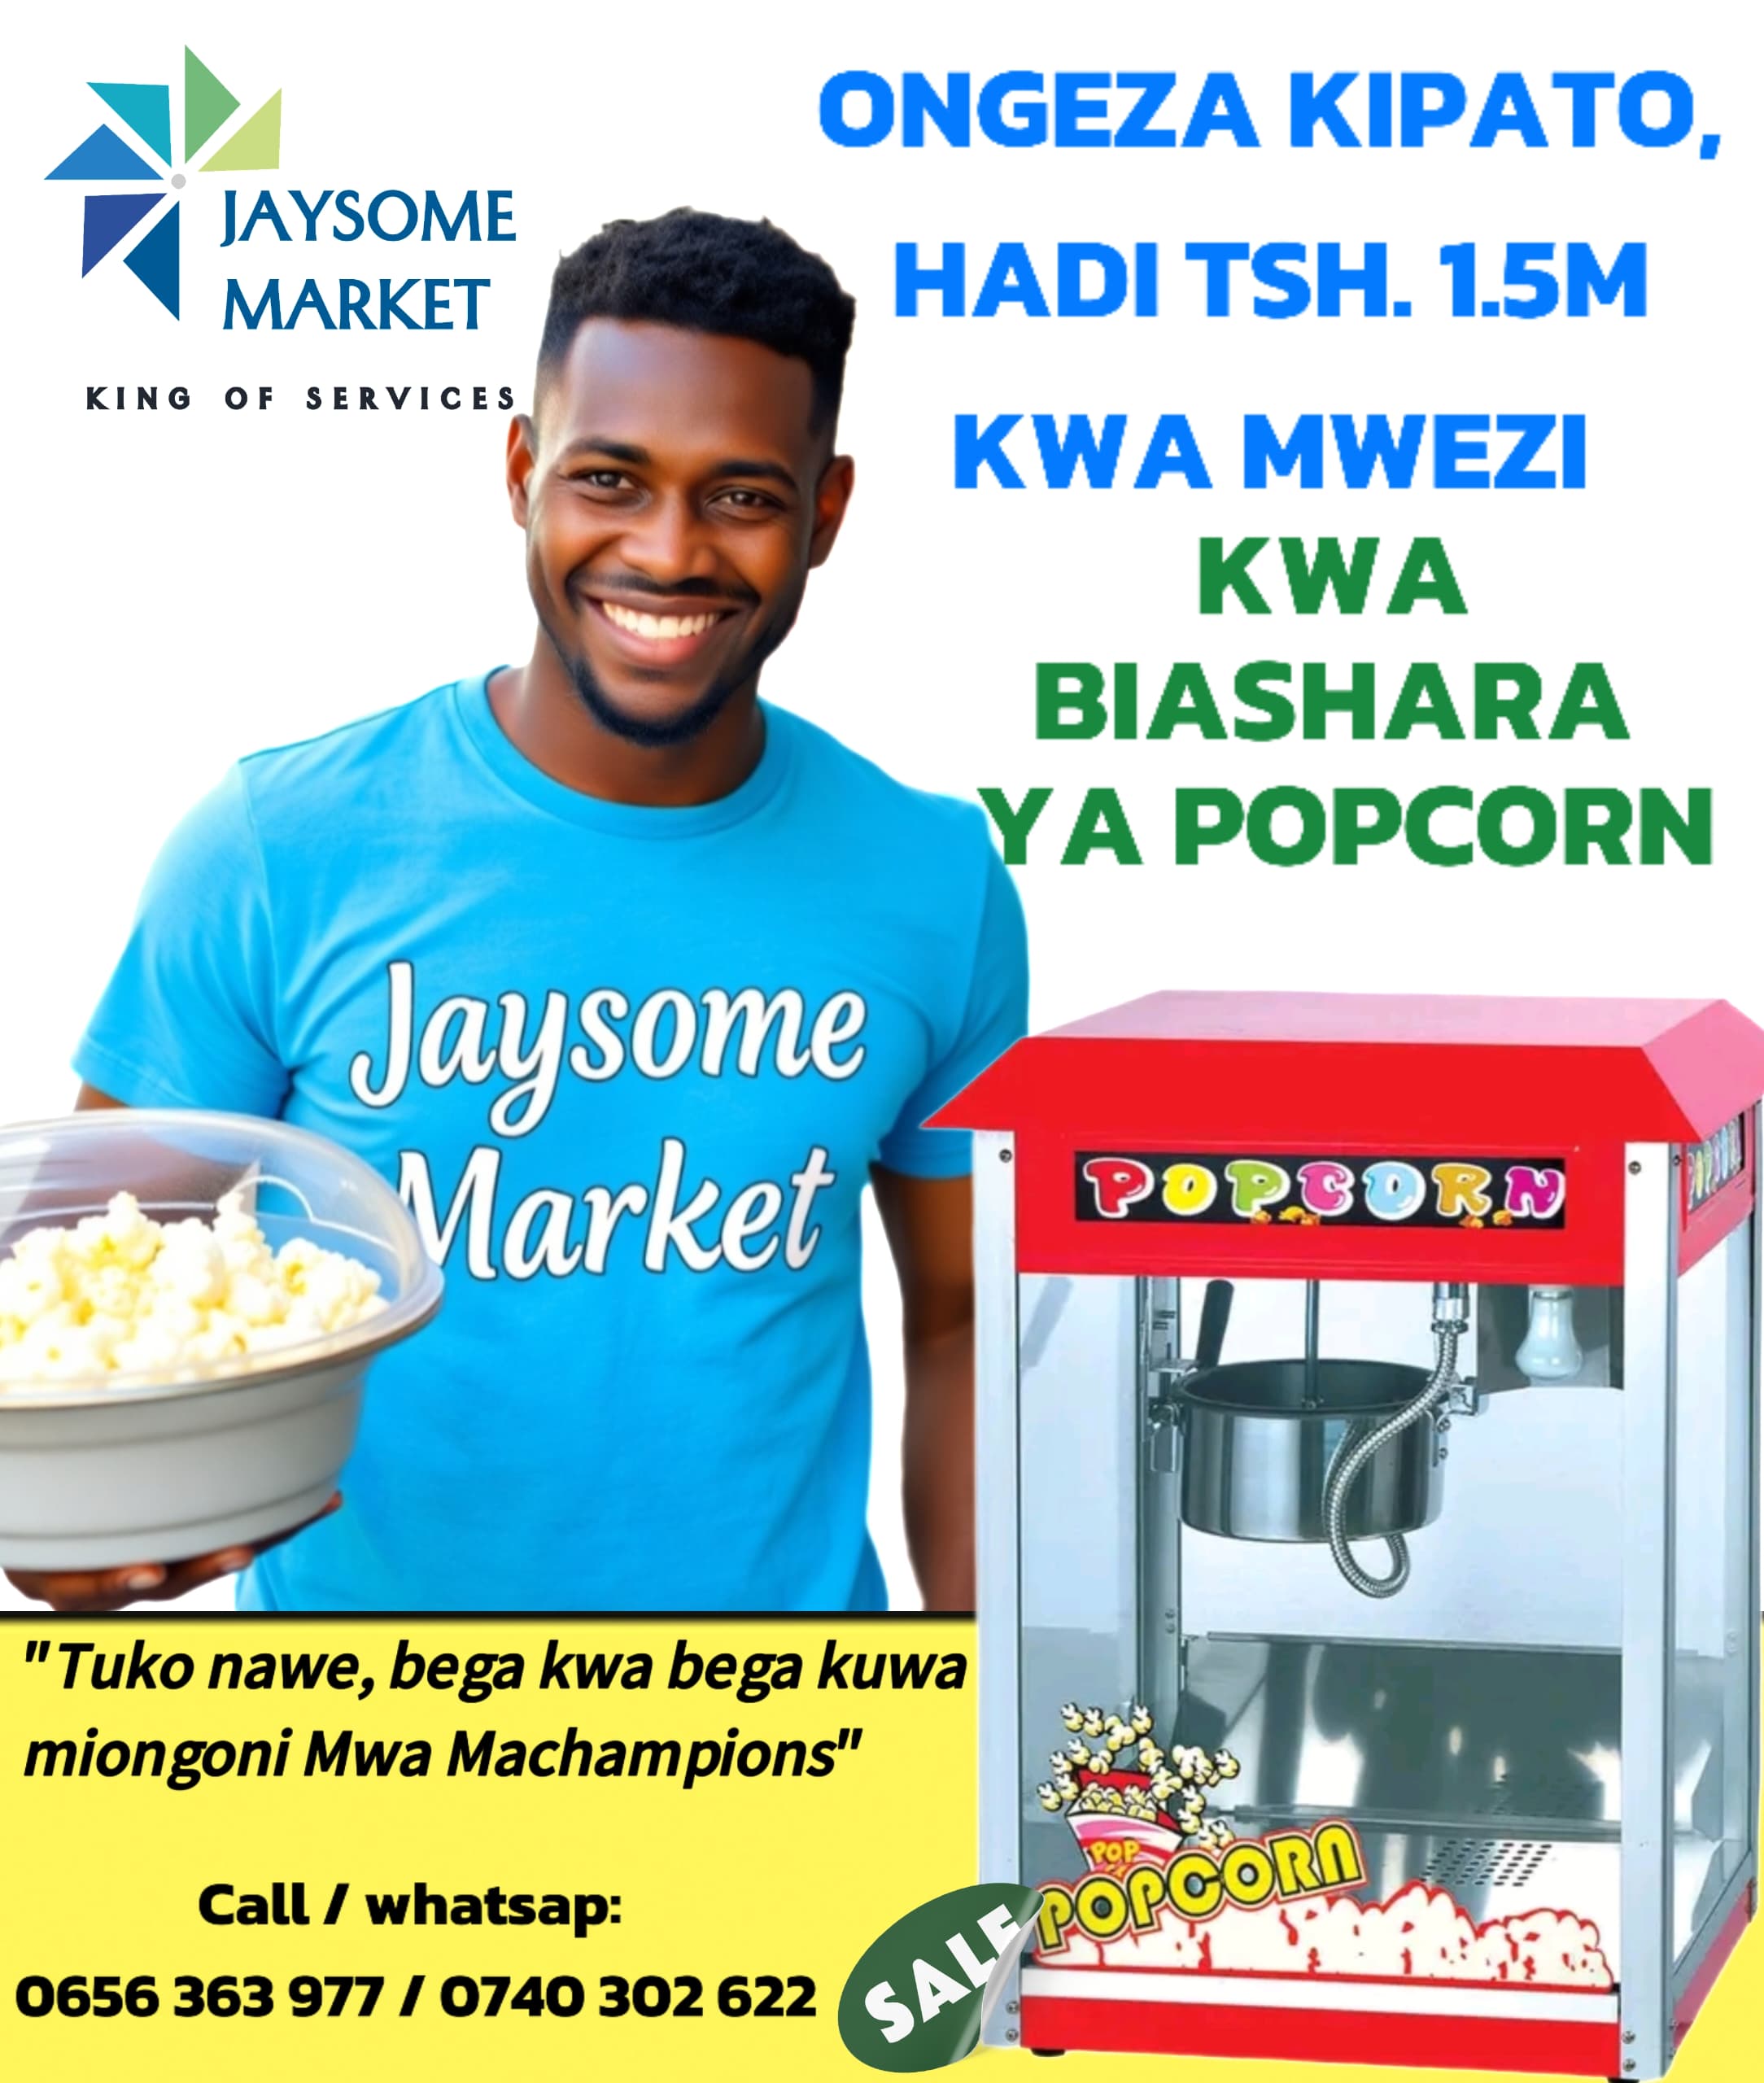 JAYSOME
MARKET
KING OF SERVICES
ONGEZA KIPATO,
HADI TSH. 1.5M
KWA MWEZI
KWA
BIASHARA
YA POPCORN
Jaysome
Market
POPCORN
POPCORN
POP
POPCORN
"Tuko nawe, bega kwa bega kuwa
miongoni Mwa Machampions"
Call / whatsap:
0656 363 977 / 0740 302 622
SALE